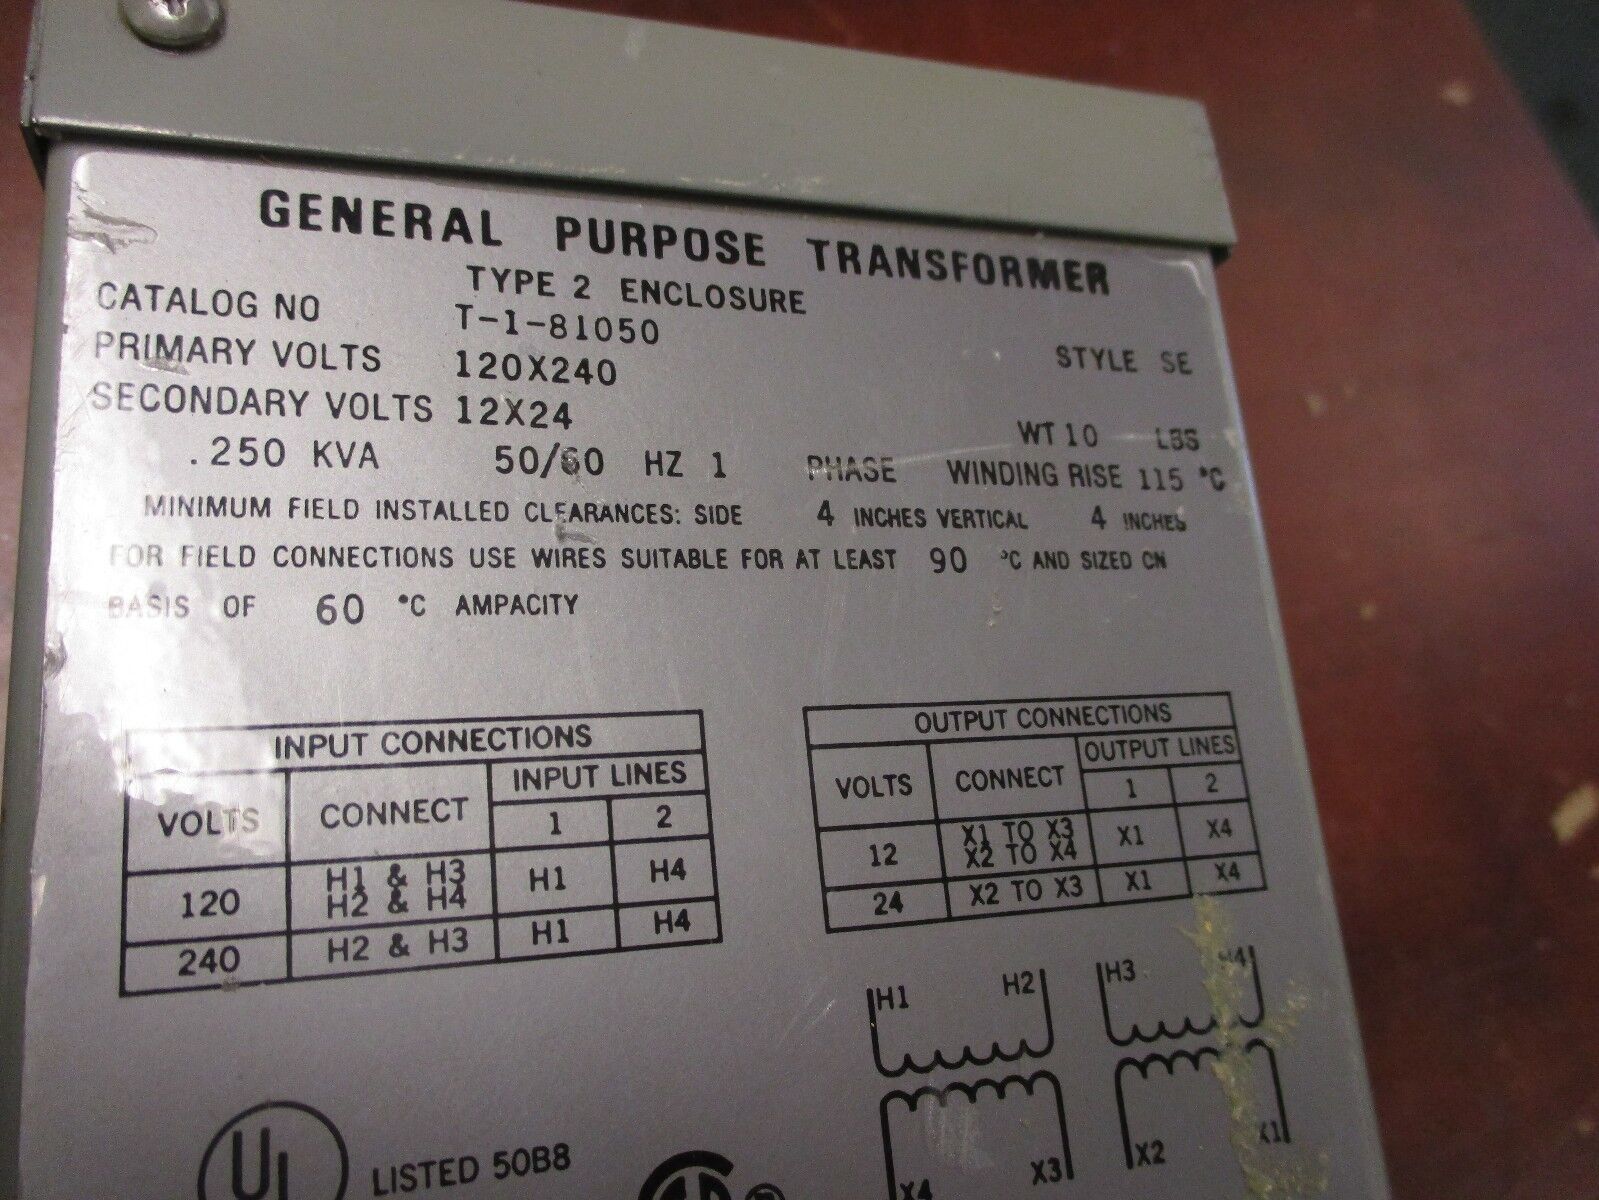 GENERAL PURPOSE TRANSFORMER
TYPE 2 ENCLOSURE
CATALOG NO T-1-81050
PRIMARY VOLTS 120X240 STYLE SE
SECONDARY VOLTS 12X24 WT 10 LBS
.250 KVA 50/60 HZ 1 PHASE WINDING RISE 115 °C
MINIMUM FIELD INSTALLED CLEARANCES: SIDE 4 INCHES VERTICAL 4 INCHES
FOR FIELD CONNECTIONS USE WIRES SUITABLE FOR AT LEAST 90 °C AND SIZED ON
BASIS OF 60 °C AMPACITY
INPUT CONNECTIONS
VOLTS CONNECT INPUT LINES
1 2
120 H1 & H3 H1 H4
H2 & H4
240 H2 & H3 H1 H4
OUTPUT CONNECTIONS
VOLTS CONNECT OUTPUT LINES
1 2
12 X1 TO X3 X1 X4
X2 TO X4
24 X2 TO X3 X1 X4
H1 H2 H3 H4
X4 X3 X2 X1
UL LISTED 50B8